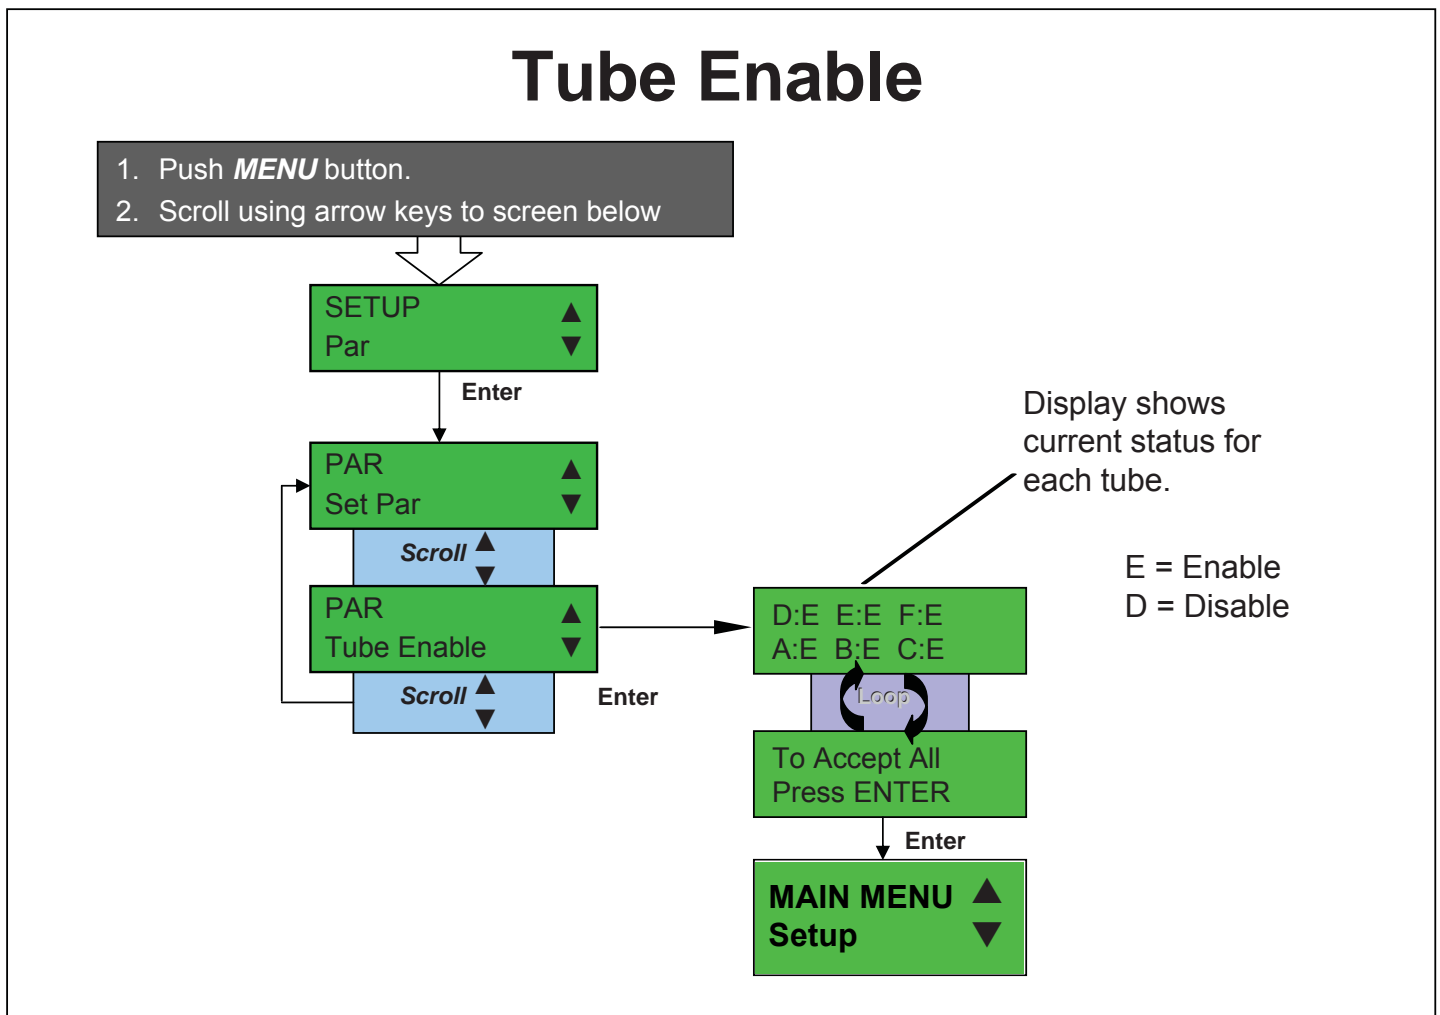 Tube Enable
1. Push MENU button.
2. Scroll using arrow keys to screen below
SETUP
Par
Enter
PAR
Set Par
Scroll
PAR
Tube Enable
Scroll
Enter
Display shows
current status for
each tube.
E = Enable
D = Disable
D:E E:E F:E
A:E B:E C:E
Loop
To Accept All
Press ENTER
Enter
MAIN MENU
Setup